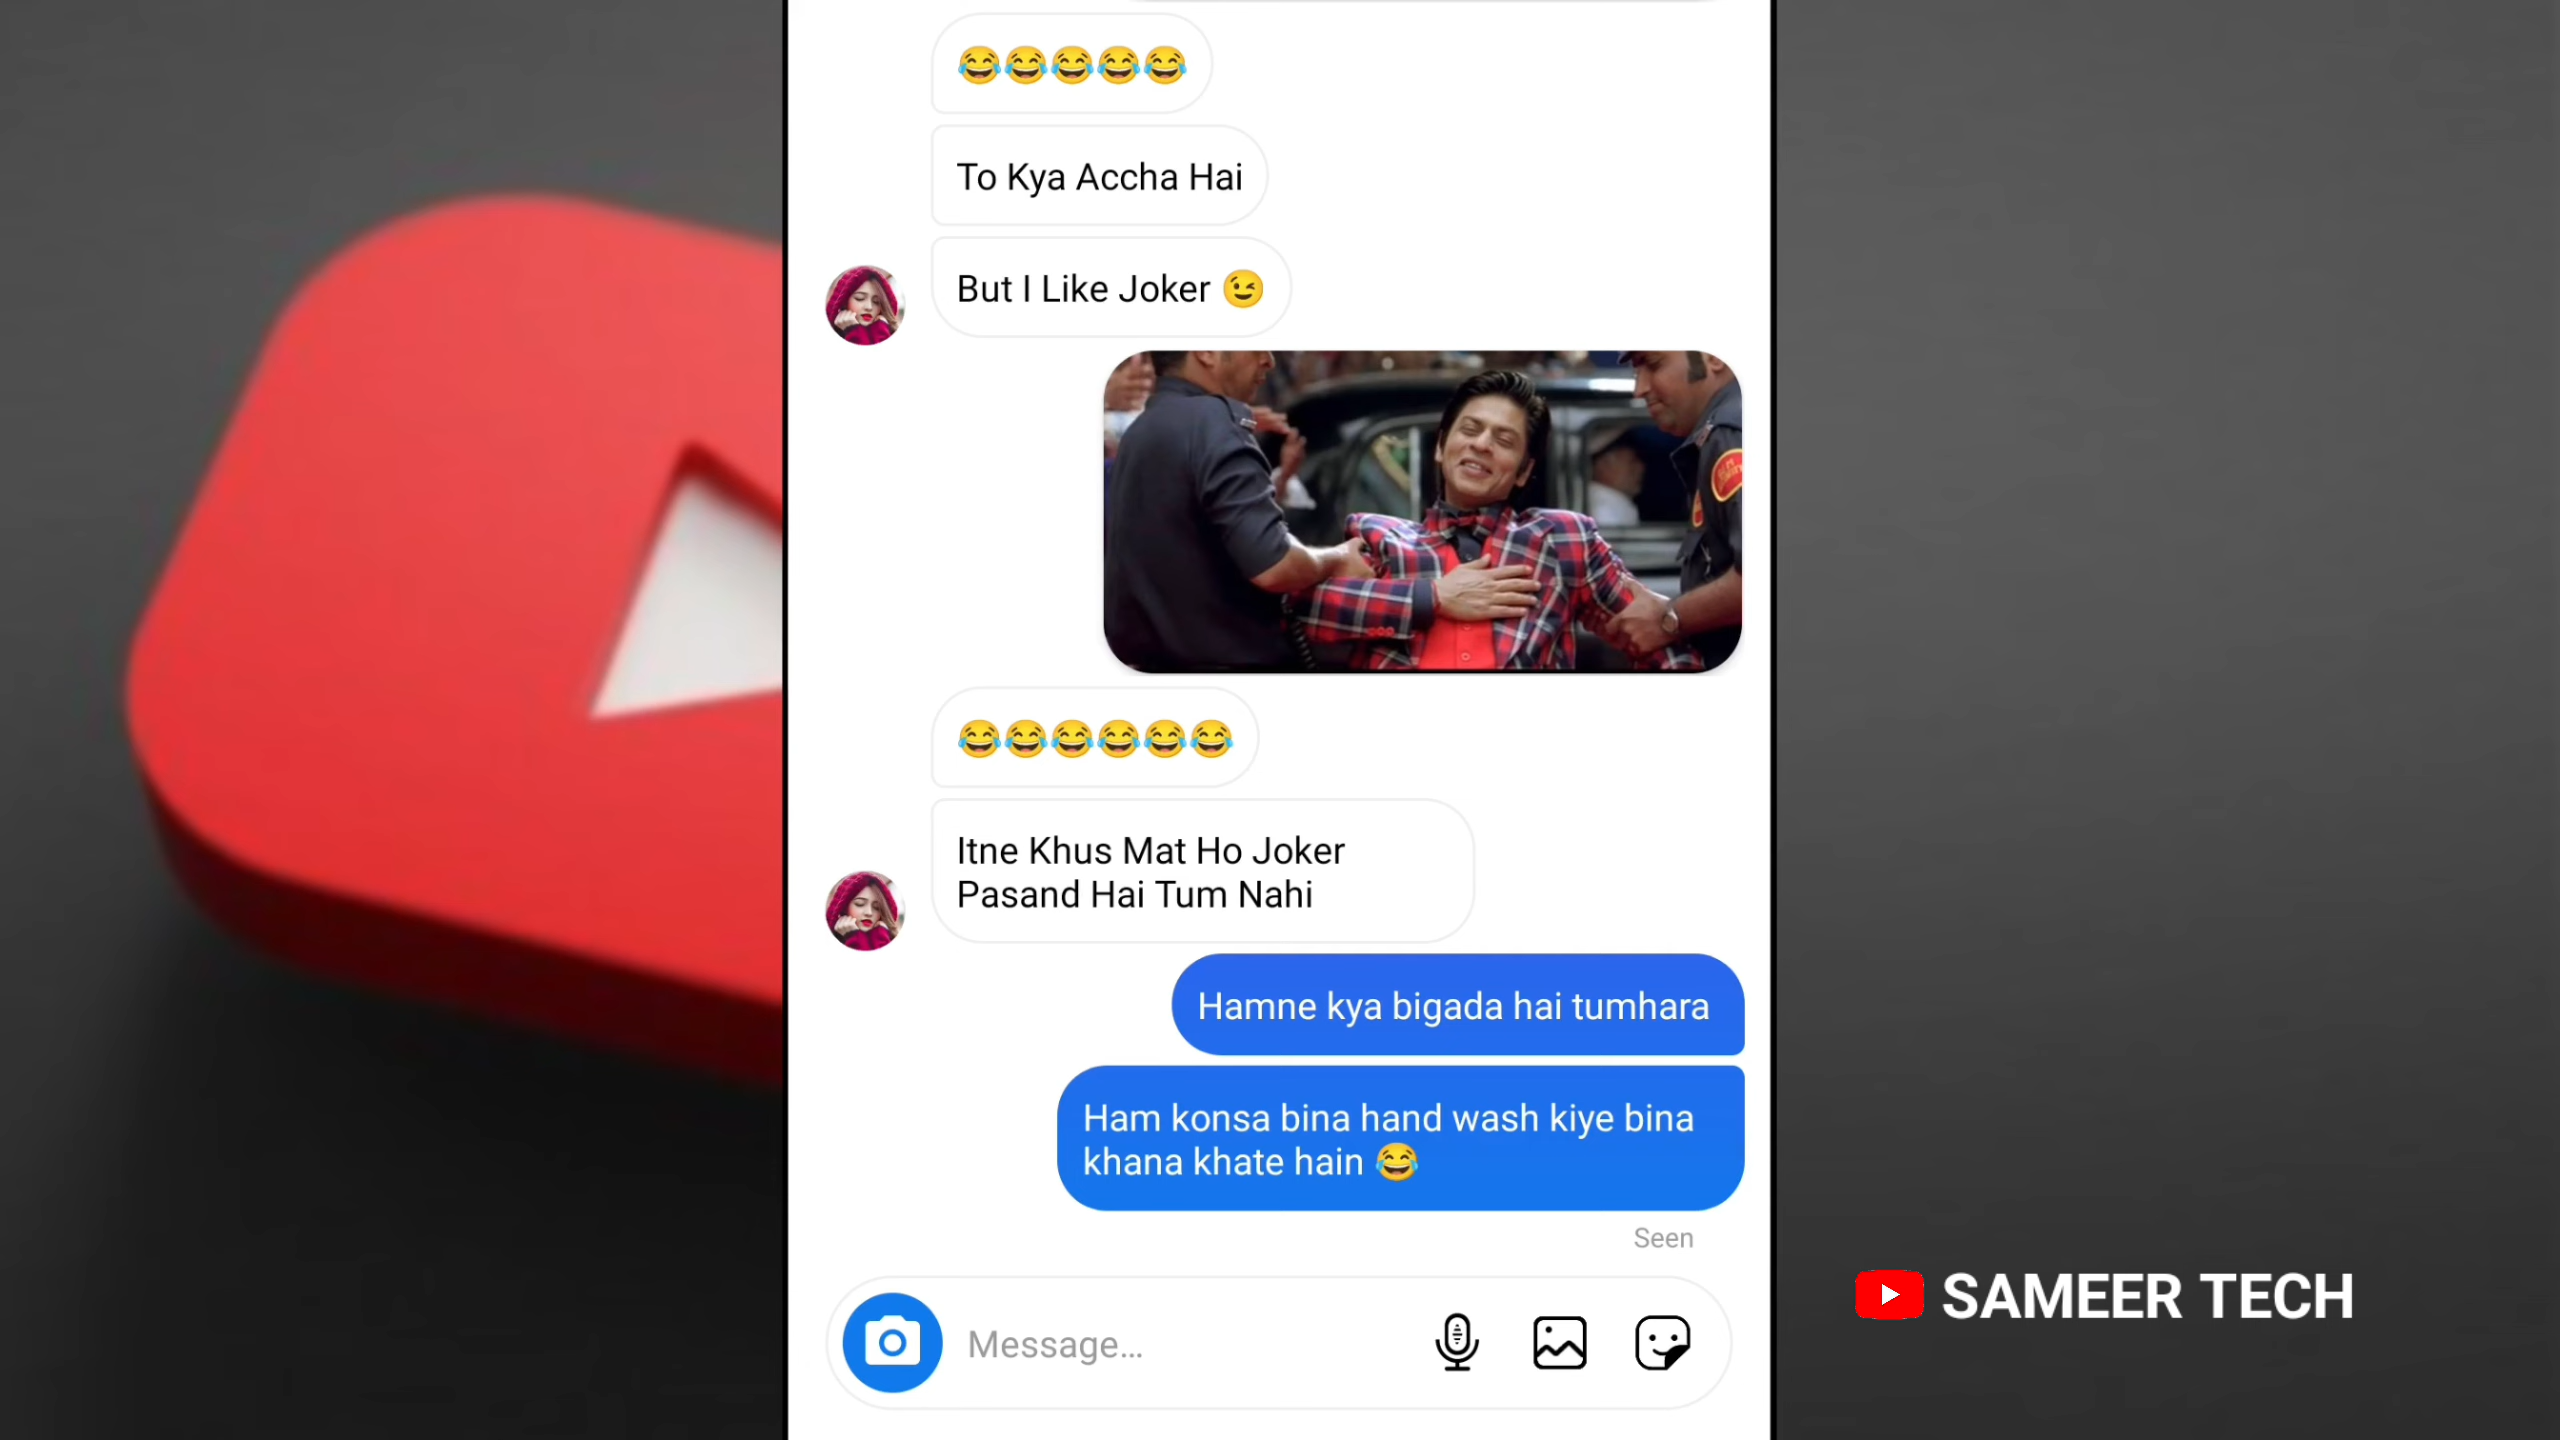 😂😂😂😂😂
To Kya Accha Hai
But I Like Joker 😉
😂😂😂😂😂😂
Itne Khus Mat Ho Joker
Pasand Hai Tum Nahi
Hamne kya bigada hai tumhara
Ham konsa bina hand wash kiye bina
khana khate hain 😂
Seen
Message...
SAMEER TECH